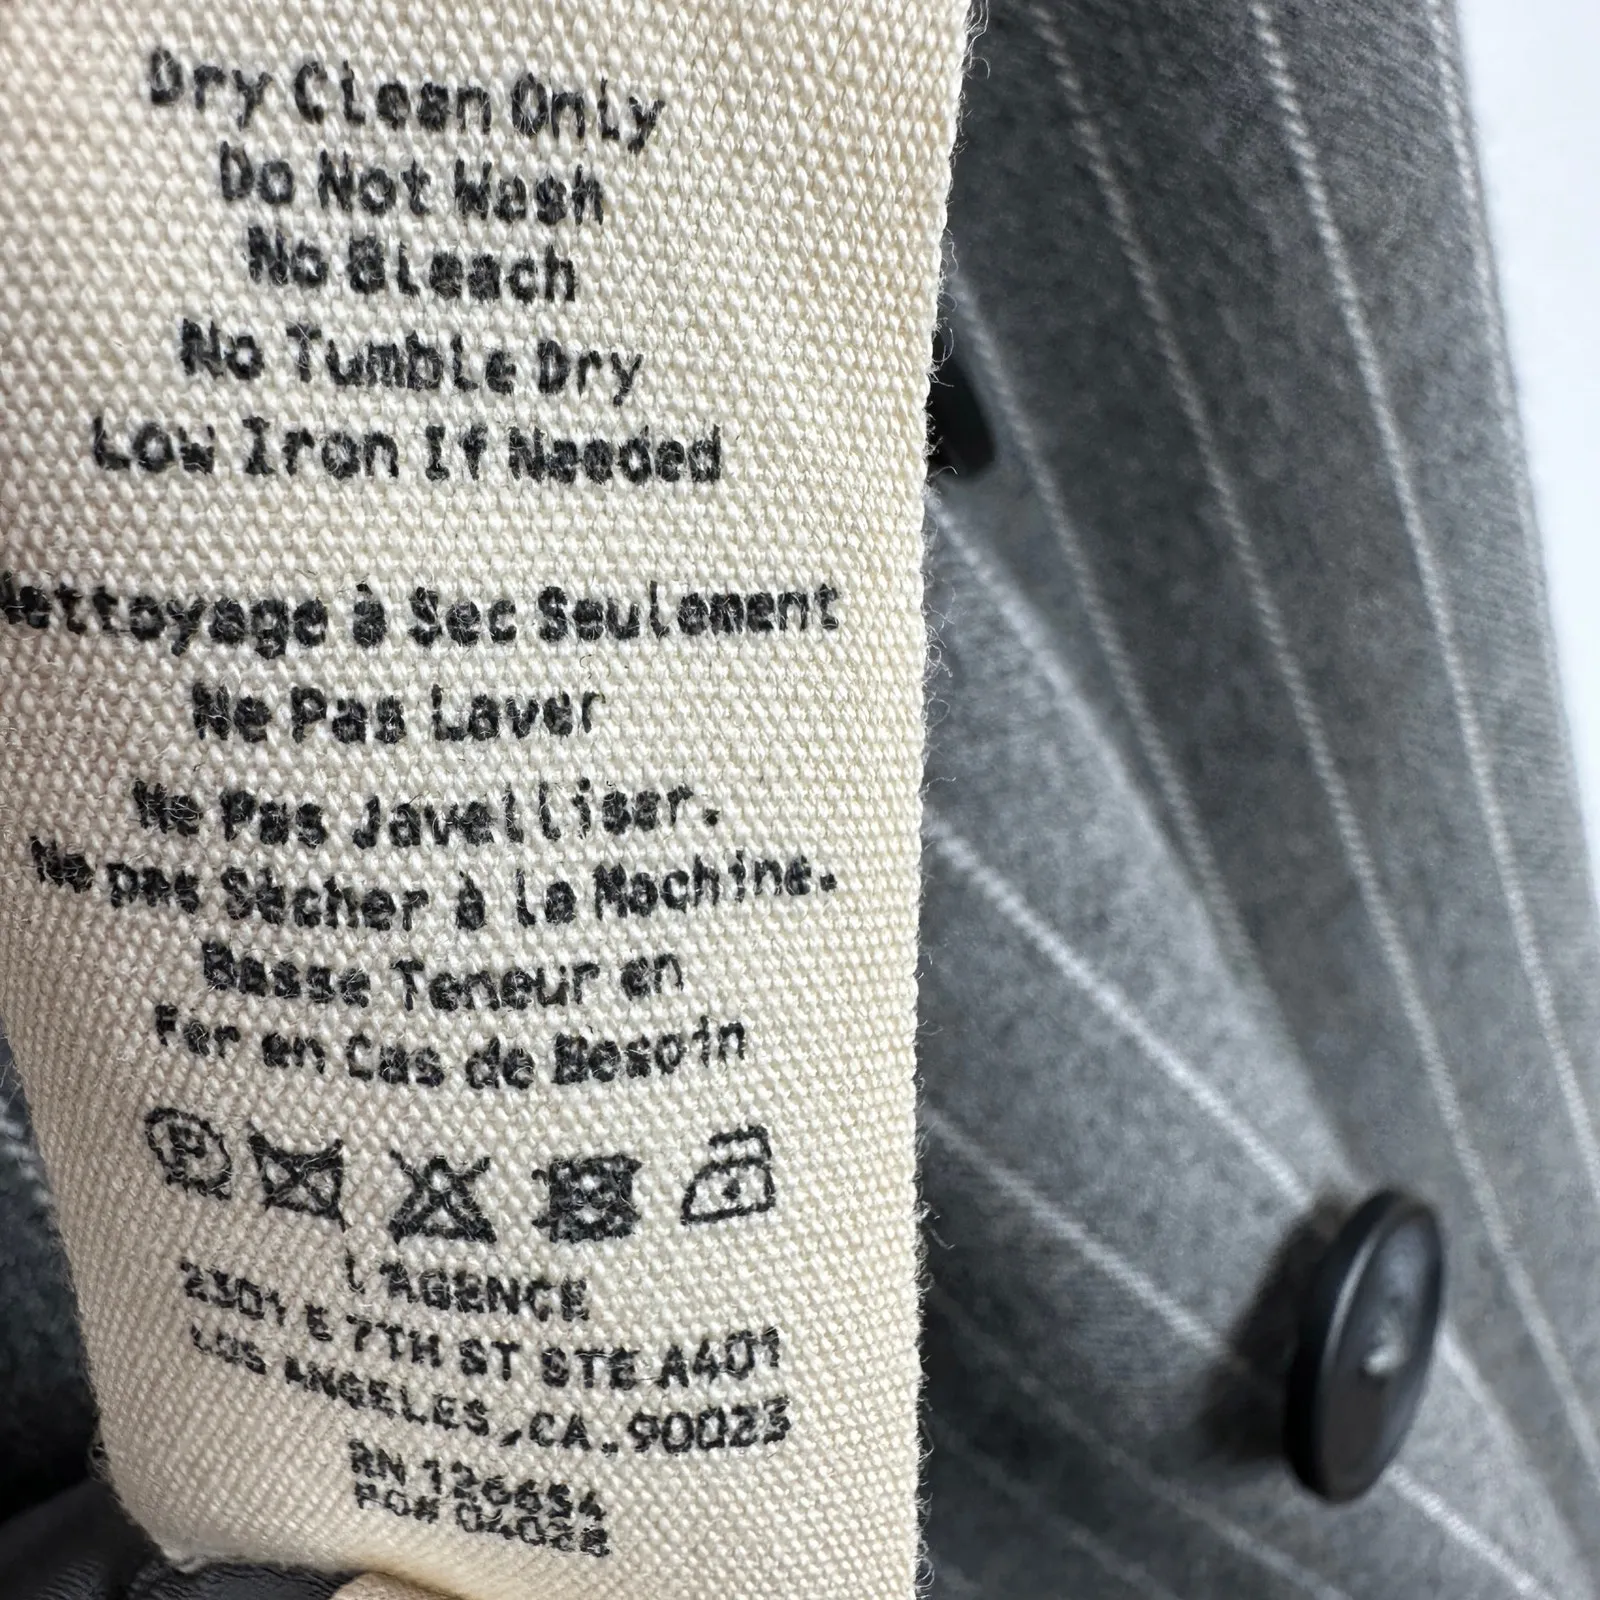 Dry Clean Only
Do Not Wash
No Bleach
No Tumble Dry
Low Iron If Needed
Nettoyage à Sec Seulement
Ne Pas Laver
Ne Pas Javelliser.
Ne pas Sècher à la Machine.
Basse Teneur en
Fer en Cas de Besoin
P
L'AGENCE
2301 E 7TH ST STE A401
LOS ANGELES, CA. 90023
RN 126654
PO# 04028